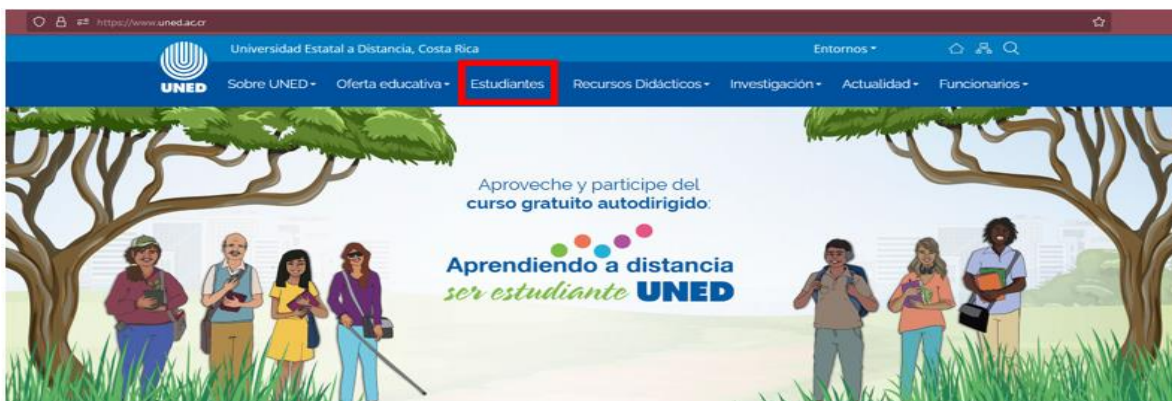 https://www.uned.ac.cr
Universidad Estatal a Distancia, Costa Rica
Entornos
UNED
Sobre UNED
Oferta educativa
Estudiantes
Recursos Didácticos
Investigación
Actualidad
Funcionarios
Aproveche y participe del
curso gratuito autodirigido:
Aprendiendo a distancia
ser estudiante UNED